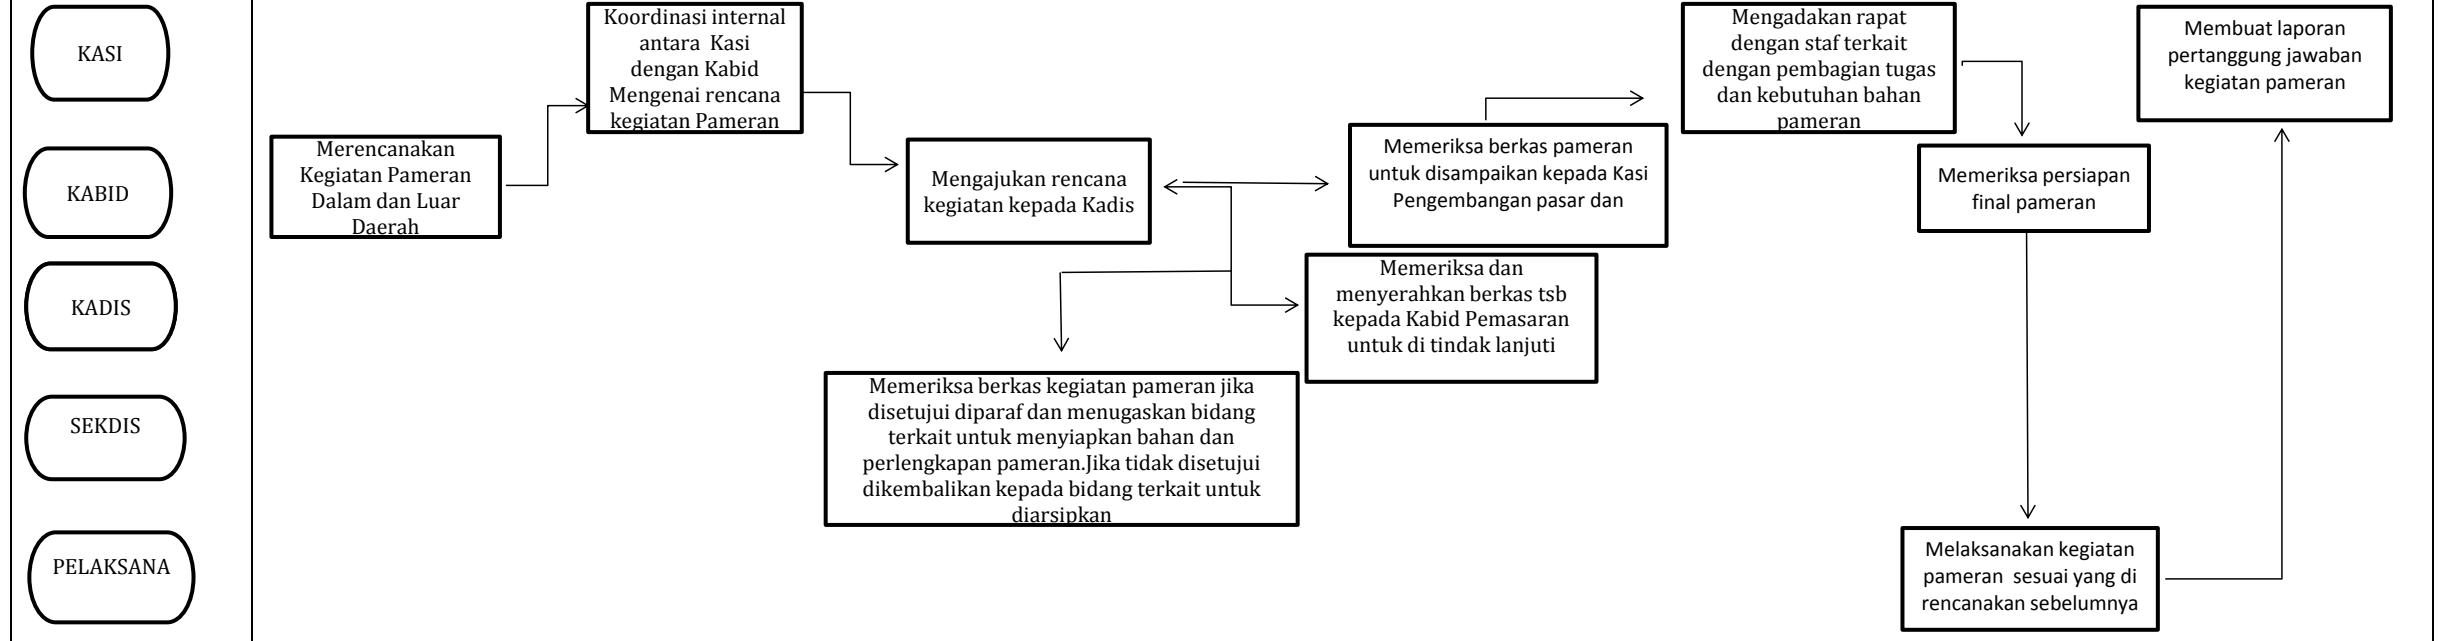 KASI
KABID
KADIS
SEKDIS
PELAKSANA
Merencanakan
Kegiatan Pameran
Dalam dan Luar
Daerah
Koordinasi internal
antara Kasi
dengan Kabid
Mengenai rencana
kegiatan Pameran
Mengajukan rencana
kegiatan kepada Kadis
Memeriksa berkas kegiatan pameran jika
disetujui diparaf dan menugaskan bidang
terkait untuk menyiapkan bahan dan
perlengkapan pameran.Jika tidak disetujui
dikembalikan kepada bidang terkait untuk
diarsipkan
Memeriksa dan
menyerahkan berkas tsb
kepada Kabid Pemasaran
untuk di tindak lanjuti
Memeriksa berkas pameran
untuk disampaikan kepada Kasi
Pengembangan pasar dan
Mengadakan rapat
dengan staf terkait
dengan pembagian tugas
dan kebutuhan bahan
pameran
Memeriksa persiapan
final pameran
Melaksanakan kegiatan
pameran sesuai yang di
rencanakan sebelumnya
Membuat laporan
pertanggung jawaban
kegiatan pameran